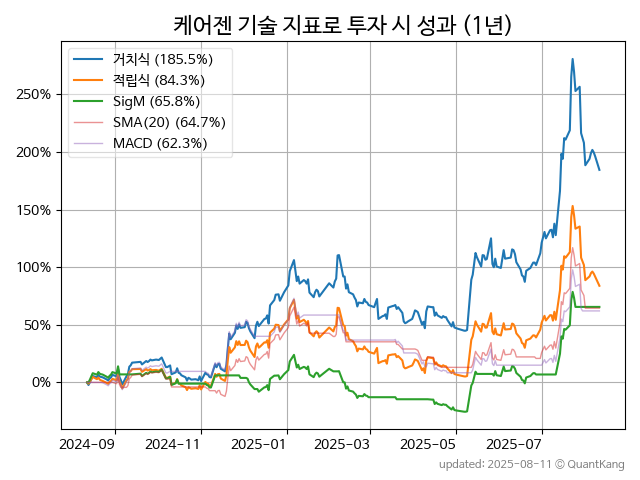 케어젠 기술 지표로 투자 시 성과 (1년)
거치식 (185.5%)
적립식 (84.3%)
SigM (65.8%)
SMA(20) (64.7%)
MACD (62.3%)
250%
200%
150%
100%
50%
0%
2024-09 2024-11 2025-01 2025-03 2025-05 2025-07
updated: 2025-08-11 © QuantKang